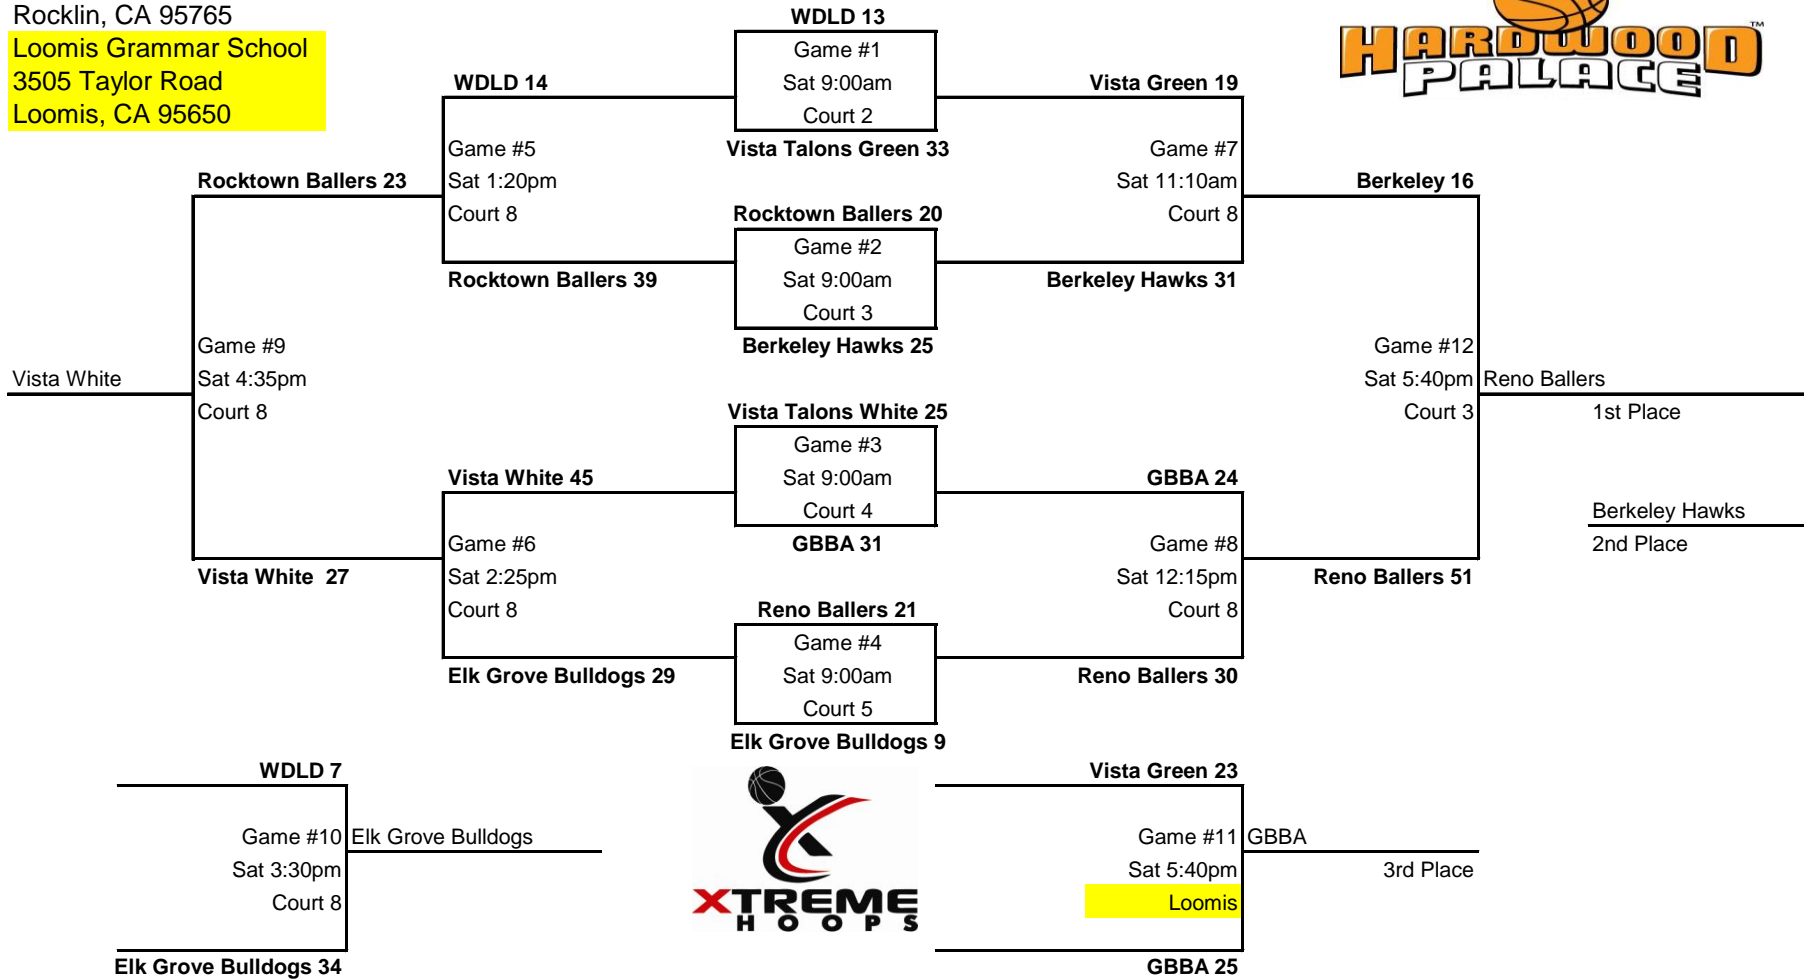 Rocklin, CA 95765
Loomis Grammar School
3505 Taylor Road
Loomis, CA 95650
HARDWOOD
PALACE
TM
WDLD 13
Game #1
Sat 9:00am
Court 2
Vista Talons Green 33
WDLD 14
Game #5
Sat 1:20pm
Court 8
Rocktown Ballers 39
Vista Green 19
Game #7
Sat 11:10am
Court 8
Berkeley Hawks 31
Rocktown Ballers 20
Game #2
Sat 9:00am
Court 3
Berkeley Hawks 25
Rocktown Ballers 23
Game #9
Sat 4:35pm
Court 8
Vista White  27
Vista White
Berkeley 16
Game #12
Sat 5:40pm
Court 3
Reno Ballers 51
Reno Ballers
1st Place
Berkeley Hawks
2nd Place
Vista Talons White 25
Game #3
Sat 9:00am
Court 4
GBBA 31
Vista White 45
Game #6
Sat 2:25pm
Court 8
Elk Grove Bulldogs 29
GBBA 24
Game #8
Sat 12:15pm
Court 8
Reno Ballers 30
Reno Ballers 21
Game #4
Sat 9:00am
Court 5
Elk Grove Bulldogs 9
WDLD 7
Game #10
Sat 3:30pm
Court 8
Elk Grove Bulldogs 34
Elk Grove Bulldogs
XTREME
HOOPS
Vista Green 23
Game #11
Sat 5:40pm
Loomis
GBBA 25
GBBA
3rd Place